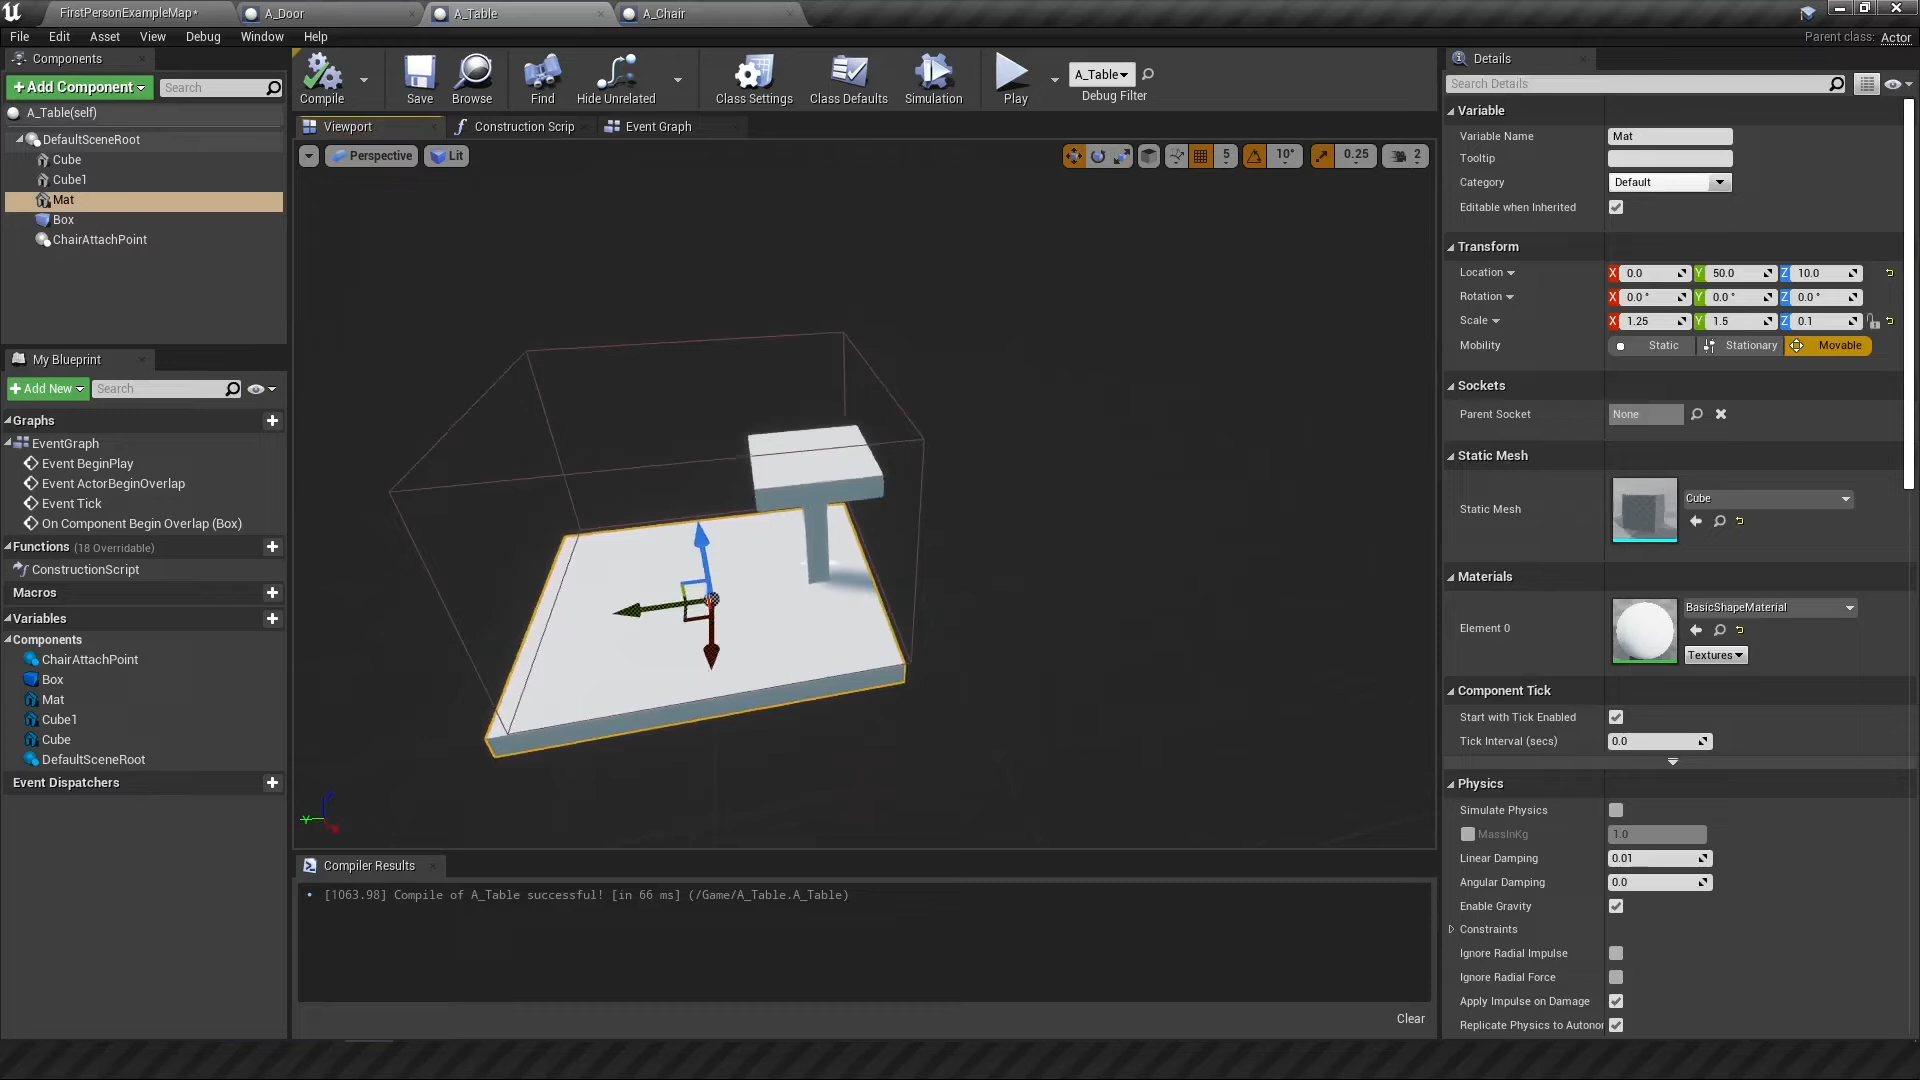 FirstPersonExampleMap*
A_Door
A_Table
A_Chair
File Edit Asset View Debug Window Help
Parent class: Actor
Components
+Add Component
Search
A_Table(self)
DefaultSceneRoot
Cube
Cube1
Mat
Box
ChairAttachPoint
Compile
Save
Browse
Find
Hide Unrelated
Class Settings
Class Defaults
Simulation
Play
A_Table
Debug Filter
Viewport
Construction Scrip
Event Graph
Perspective
Lit
5
10°
0.25
2
My Blueprint
+Add New
Search
Graphs
EventGraph
Event BeginPlay
Event ActorBeginOverlap
Event Tick
On Component Begin Overlap (Box)
Functions (18 Overridable)
ConstructionScript
Macros
Variables
Components
ChairAttachPoint
Box
Mat
Cube1
Cube
DefaultSceneRoot
Event Dispatchers
Y
Compiler Results
• [1063.98] Compile of A_Table successful! [in 66 ms] (/Game/A_Table.A_Table)
Clear
Details
Search Details
Variable
Variable Name Mat
Tooltip
Category Default
Editable when Inherited
Transform
Location X 0.0 Y 50.0 Z 10.0
Rotation X 0.0 ° Y 0.0 ° Z 0.0 °
Scale X 1.25 Y 1.5 Z 0.1
Mobility Static Stationary Movable
Sockets
Parent Socket None
Static Mesh
Static Mesh Cube
Materials
Element 0 BasicShapeMaterial
Textures
Component Tick
Start with Tick Enabled
Tick Interval (secs) 0.0
Physics
Simulate Physics
MassInKg 1.0
Linear Damping 0.01
Angular Damping 0.0
Enable Gravity
Constraints
Ignore Radial Impulse
Ignore Radial Force
Apply Impulse on Damage
Replicate Physics to Autonor